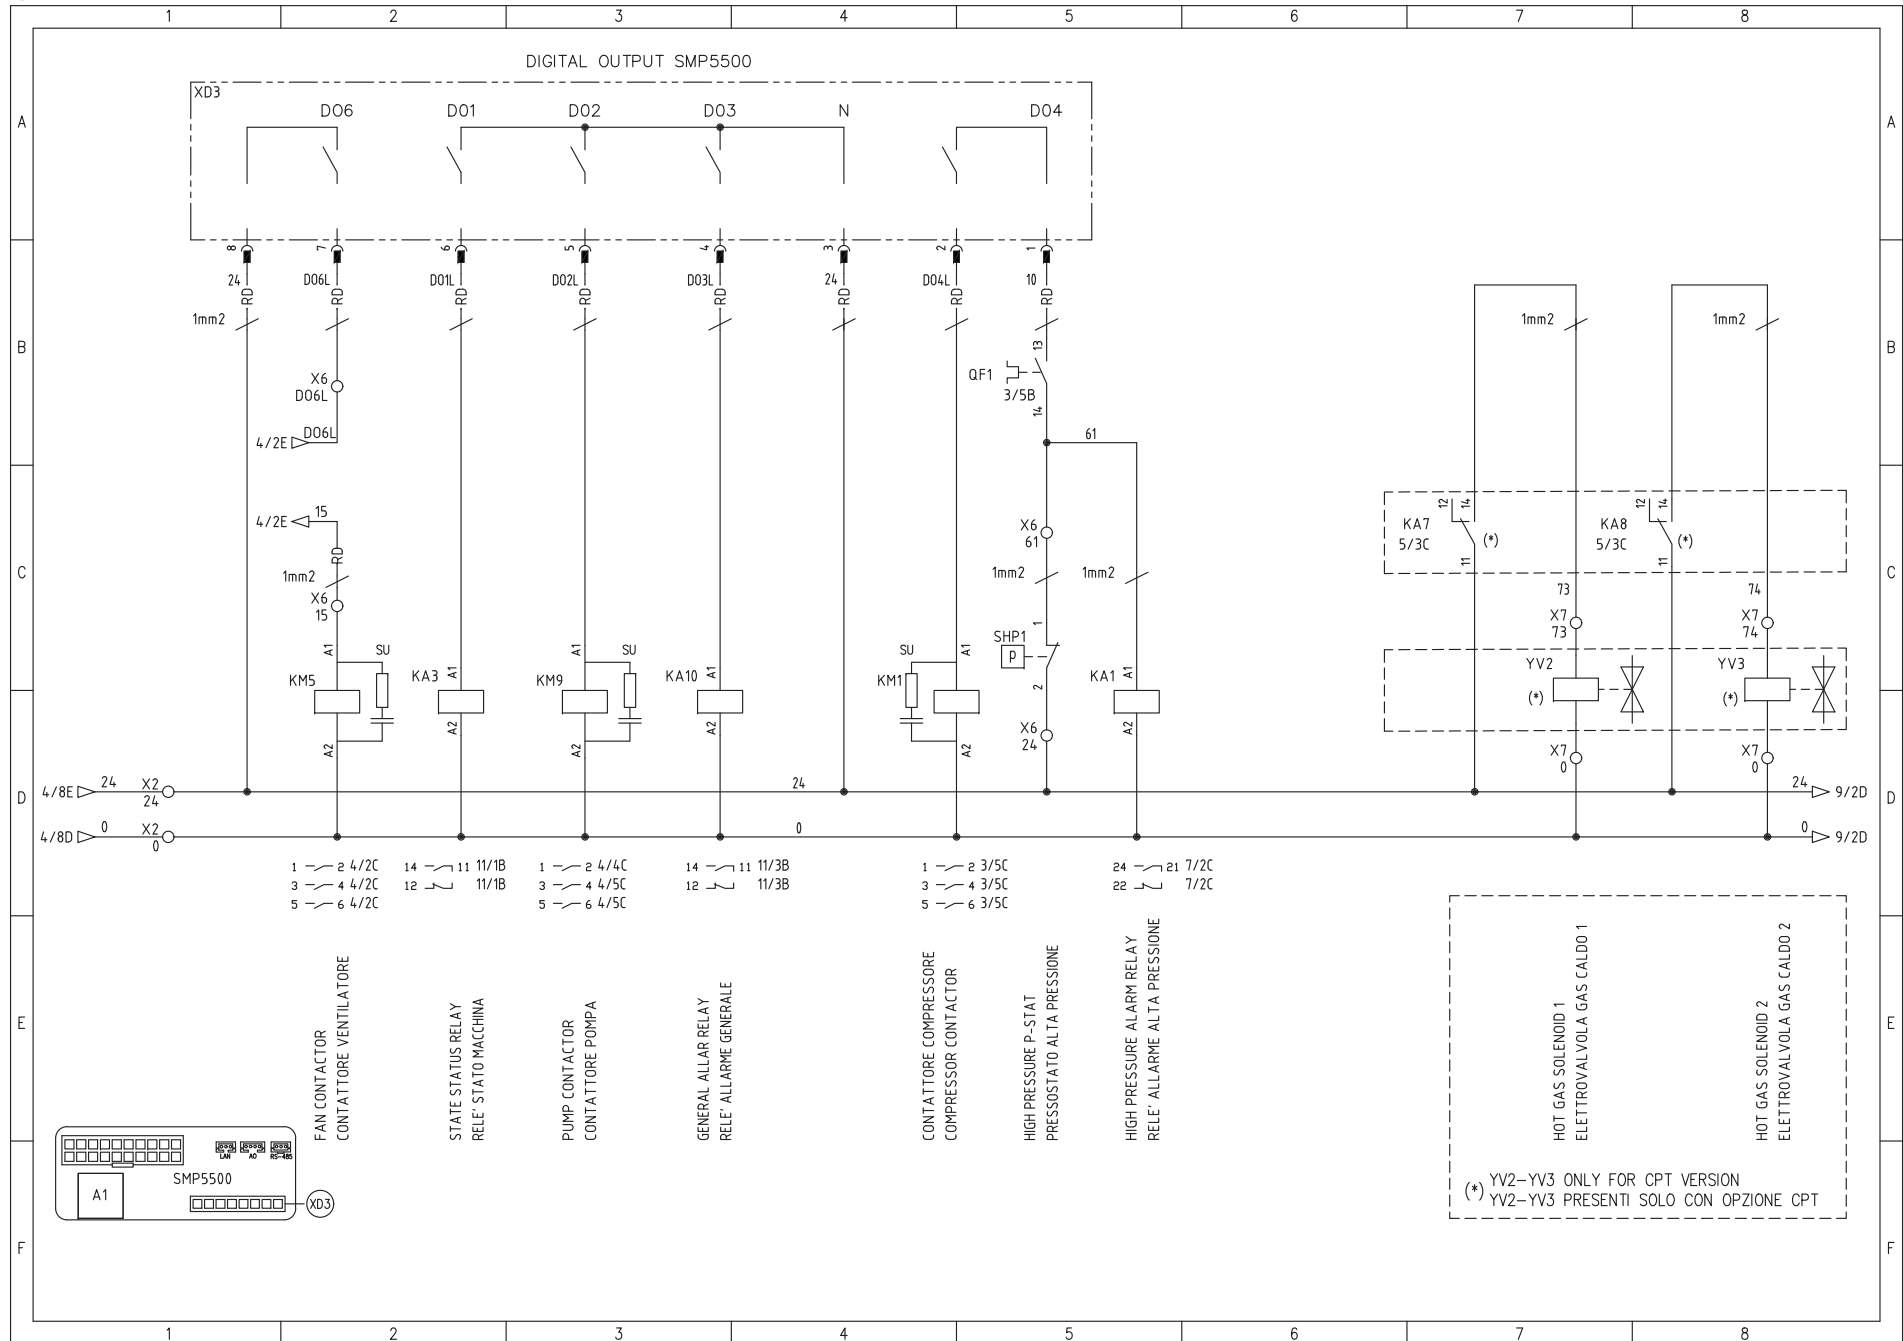 1 2 3 4 5 6 7 8
DIGITAL OUTPUT SMP5500
XD3
DO6 DO1 DO2 DO3 N DO4
A A
8 7 6 5 4 3 2 1
24 DO6L DO1L DO2L DO3L 24 DO4L 10
RD RD RD RD RD RD RD RD
1mm2 1mm2 1mm2
B B
13
QF1
3/5B
14
X6
DO6L
4/2E DO6L
61
4/2E 15
RD
1mm2
X6
15
X6
61
1mm2 1mm2
12 14 12 14
KA7
5/3C
(*)
11
KA8
5/3C
(*)
11
C C
73 74
X7
73
X7
74
A1 SU A1 SU SU A1
SHP1
P
1
2
KM5 KA3 A1 KM9 KA10 A1 KM1 KA1 A1
YV2
(*)
YV3
(*)
A2 A2 A2 A2 A2 A2
X6
24
X7
0
X7
0
D D
4/8E 24 X2
24
24 24 9/2D
4/8D 0 X2
0
0 0 9/2D
1 2 4/2C
3 4 4/2C
5 6 4/2C
14 11 11/1B
12 11/1B
1 2 4/4C
3 4 4/5C
5 6 4/5C
14 11 11/3B
12 11/3B
1 2 3/5C
3 4 3/5C
5 6 3/5C
24 21 7/2C
22 7/2C
E E
FAN CONTACTOR
CONTATTORE VENTILATORE
STATE STATUS RELAY
RELE' STATO MACCHINA
PUMP CONTACTOR
CONTATTORE POMPA
GENERAL ALLAR RELAY
RELE' ALLARME GENERALE
CONTATTORE COMPRESSORE
COMPRESSOR CONTACTOR
HIGH PRESSURE P-STAT
PRESSOSTATO ALTA PRESSIONE
HIGH PRESSURE ALARM RELAY
RELE' ALLARME ALTA PRESSIONE
HOT GAS SOLENOID 1
ELETTROVALVOLA GAS CALDO 1
HOT GAS SOLENOID 2
ELETTROVALVOLA GAS CALDO 2
LAN AO RS-485
SMP5500
A1
XD3
(*) YV2-YV3 ONLY FOR CPT VERSION
YV2-YV3 PRESENTI SOLO CON OPZIONE CPT
F F
1 2 3 4 5 6 7 8